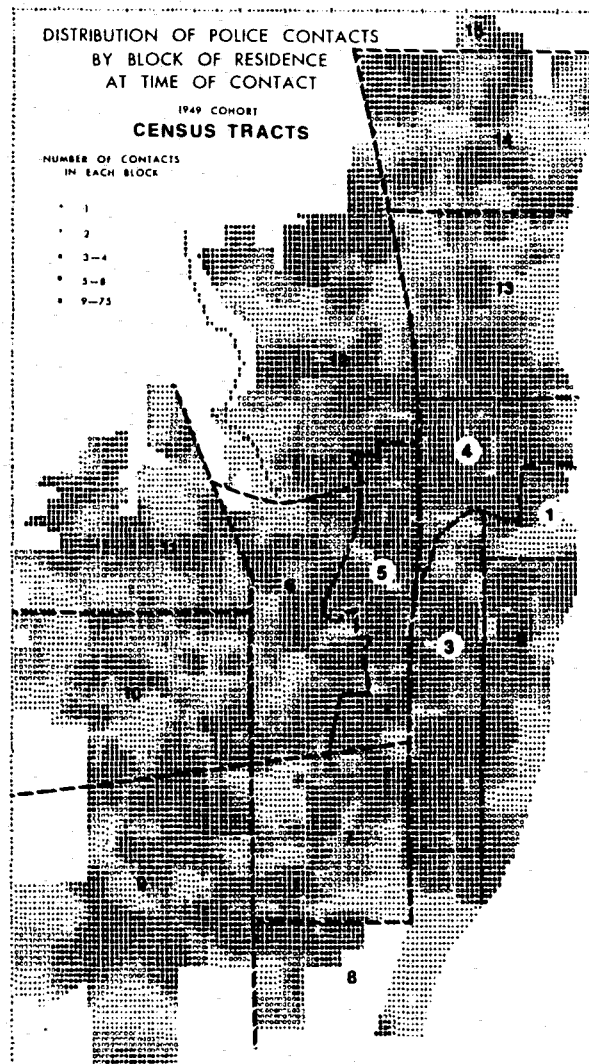 DISTRIBUTION OF POLICE CONTACTS
BY BLOCK OF RESIDENCE
AT TIME OF CONTACT
1949 COHORT
CENSUS TRACTS
NUMBER OF CONTACTS
IN EACH BLOCK
1
2
3—4
5—8
9—75
14
13
4
1
5
3
10
9
8